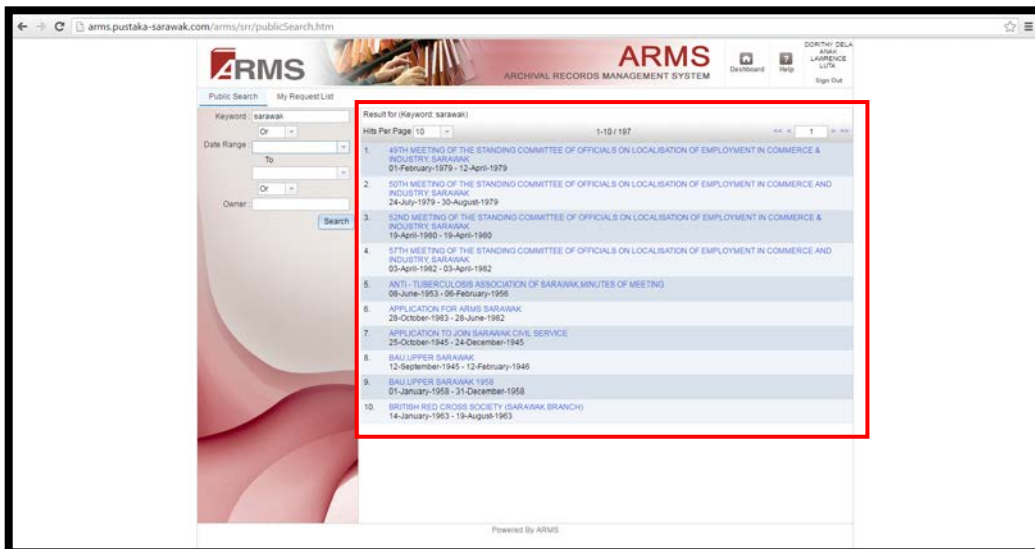 arms.pustaka-sarawak.com/arms/srr/publicSearch.htm
ARMS
ARMS
ARCHIVAL RECORDS MANAGEMENT SYSTEM
Dashboard
Help
DORITHY DELA
ANAK
LAWRENCE
LUTA
Sign Out
Public Search
My Request List
Keyword : sarawak
Or
Date Range :
To
Or
Owner :
Search
Result for (Keyword: sarawak)
Hits Per Page 10 1-10 / 197 << < 1 > >>
1. 49TH MEETING OF THE STANDING COMMITTEE OF OFFICIALS ON LOCALISATION OF EMPLOYMENT IN COMMERCE &
INDUSTRY, SARAWAK
01-February-1979 - 12-April-1979
2. 50TH MEETING OF THE STANDING COMMITTEE OF OFFICIALS ON LOCALISATION OF EMPLOYMENT IN COMMERCE AND
INDUSTRY, SARAWAK
24-July-1979 - 30-August-1979
3. 52ND MEETING OF THE STANDING COMMITTEE OF OFFICIALS ON LOCALISATION OF EMPLOYMENT IN COMMERCE &
INDUSTRY, SARAWAK
19-April-1980 - 19-April-1980
4. 57TH MEETING OF THE STANDING COMMITTEE OF OFFICIALS ON LOCALISATION OF EMPLOYMENT IN COMMERCE AND
INDUSTRY, SARAWAK
03-April-1982 - 03-April-1982
5. ANTI - TUBERCULOSIS ASSOCIATION OF SARAWAK,MINUTES OF MEETING
08-June-1953 - 06-February-1956
6. APPLICATION FOR ARMS SARAWAK
28-October-1983 - 28-June-1982
7. APPLICATION TO JOIN SARAWAK CIVIL SERVICE
25-October-1945 - 24-December-1945
8. BAU,UPPER SARAWAK
12-September-1945 - 12-February-1946
9. BAU,UPPER SARAWAK 1958
01-January-1958 - 31-December-1958
10. BRITISH RED CROSS SOCIETY (SARAWAK BRANCH)
14-January-1963 - 19-August-1963
Powered By ARMS